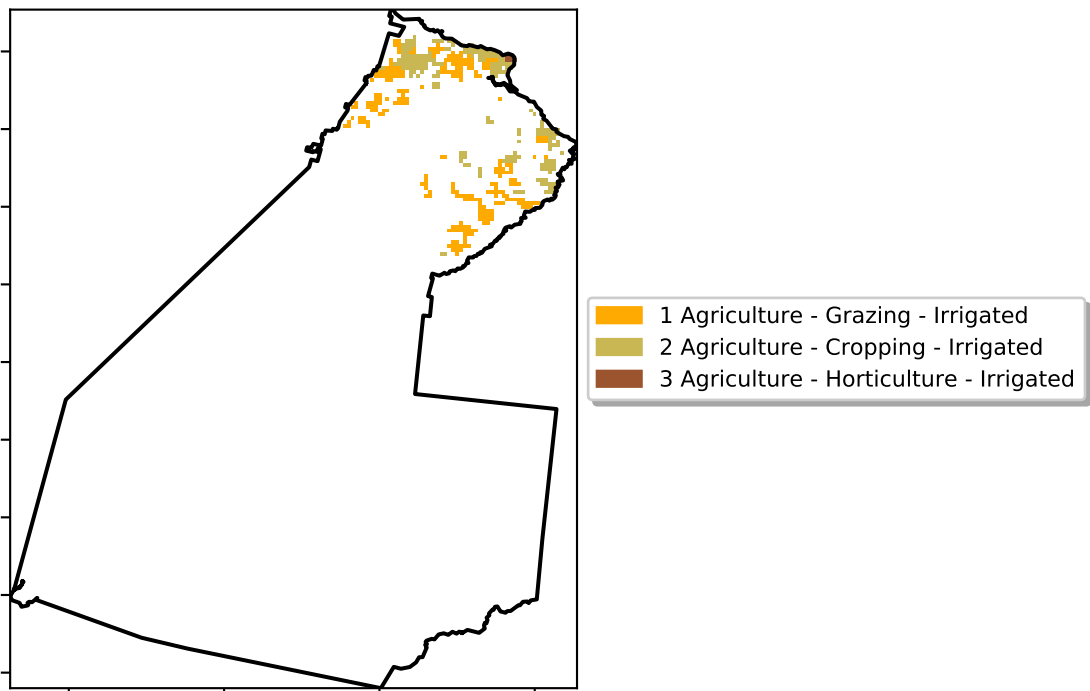 1 Agriculture - Grazing - Irrigated
2 Agriculture - Cropping - Irrigated
3 Agriculture - Horticulture - Irrigated